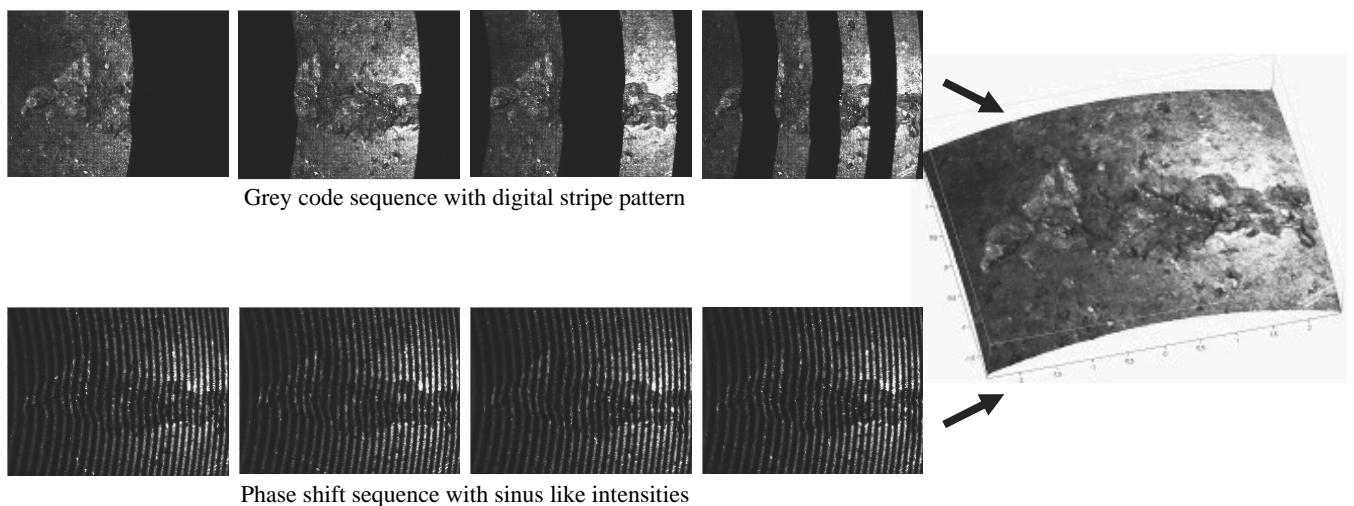 Grey code sequence with digital stripe pattern
Phase shift sequence with sinus like intensities